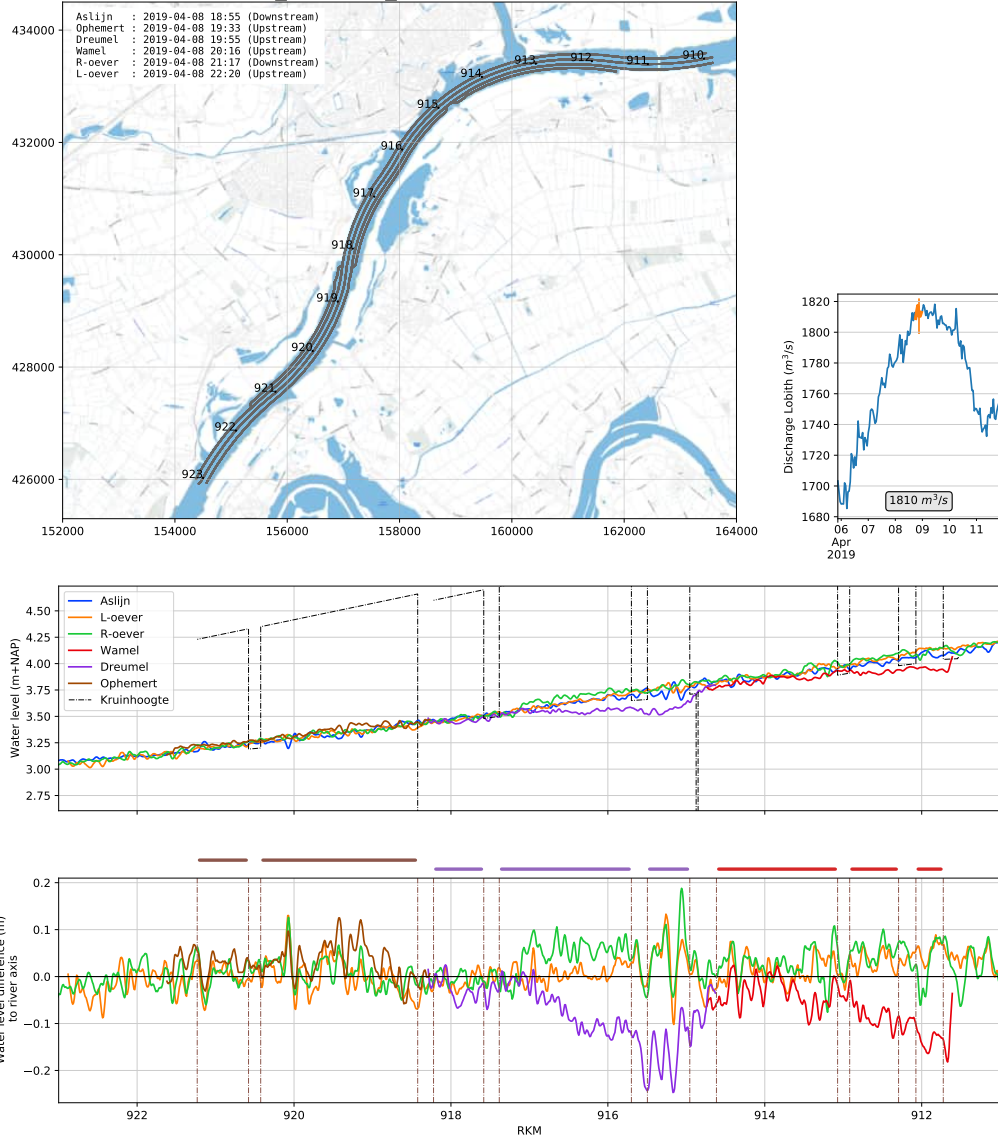 Aslijn   : 2019-04-08 18:55 (Downstream)
Ophemert : 2019-04-08 19:33 (Upstream)
Dreumel  : 2019-04-08 19:55 (Upstream)
Wamel    : 2019-04-08 20:16 (Upstream)
R-oever  : 2019-04-08 21:17 (Downstream)
L-oever  : 2019-04-08 22:20 (Upstream)
434000
432000
430000
428000
426000
910
911
912
913
914
915
916
917
918
919
920
921
922
923
152000 154000 156000 158000 160000 162000 164000
Discharge Lobith (m³/s)
1820
1800
1780
1760
1740
1720
1700
1680
1810 m³/s
06 07 08 09 10 11
Apr
2019
Water level (m+NAP)
4.50
4.25
4.00
3.75
3.50
3.25
3.00
2.75
Aslijn
L-oever
R-oever
Wamel
Dreumel
Ophemert
Kruinhoogte
Water level difference (m)
to river axis
0.2
0.1
0.0
−0.1
−0.2
922 920 918 916 914 912
RKM